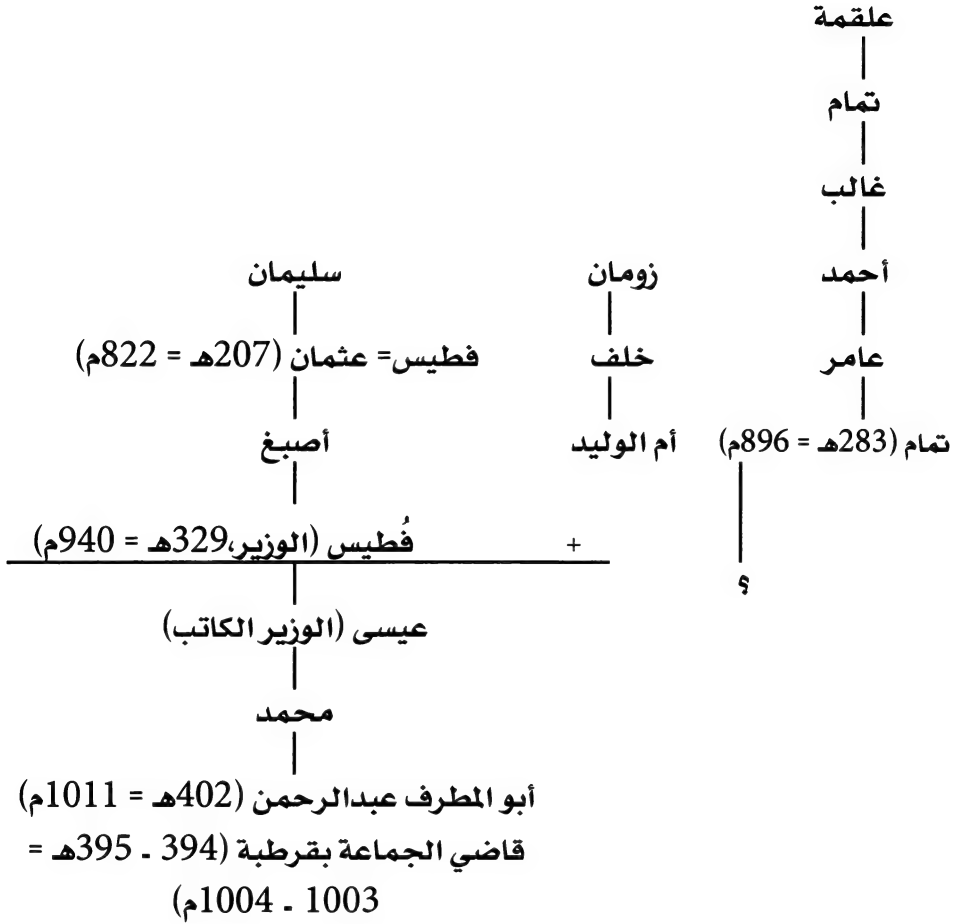 علقمة
تمام
غالب
أحمد زومان سليمان
عامر خلف فطيس= عثمان (207هـ = 822م)
تمام (283هـ = 896م) أم الوليد أصبغ
+ فُطيس (الوزير،329هـ = 940م)
؟
عيسى (الوزير الكاتب)
محمد
أبو المطرف عبدالرحمن (402هـ = 1011م)
قاضي الجماعة بقرطبة (394 - 395هـ =
1003 - 1004م)